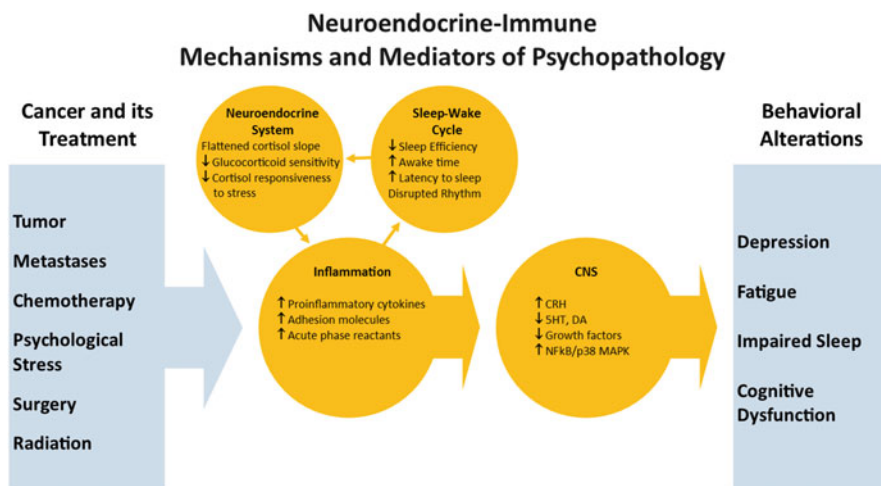 Neuroendocrine-Immune
Mechanisms and Mediators of Psychopathology
Cancer and its
Treatment
Tumor
Metastases
Chemotherapy
Psychological
Stress
Surgery
Radiation
Neuroendocrine
System
Flattened cortisol slope
↓ Glucocorticoid sensitivity
↓ Cortisol responsiveness
to stress
Sleep-Wake
Cycle
↓ Sleep Efficiency
↑ Awake time
↑ Latency to sleep
Disrupted Rhythm
Inflammation
↑ Proinflammatory cytokines
↑ Adhesion molecules
↑ Acute phase reactants
CNS
↑ CRH
↓ 5HT, DA
↓ Growth factors
↑ NFkB/p38 MAPK
Behavioral
Alterations
Depression
Fatigue
Impaired Sleep
Cognitive
Dysfunction